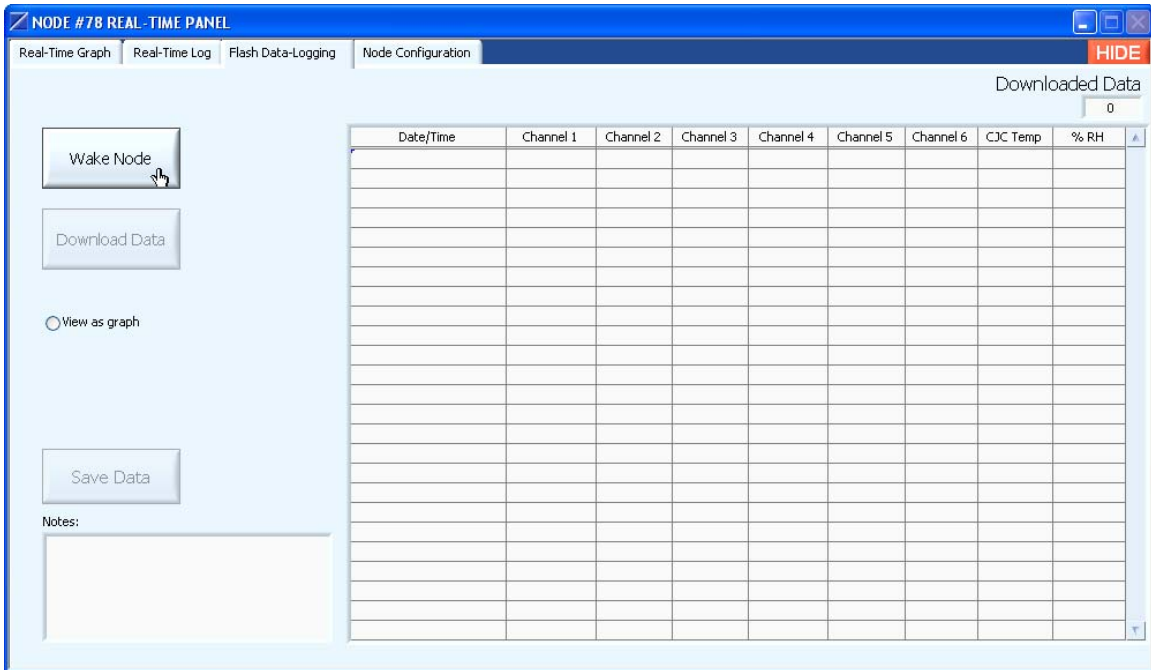 NODE #78 REAL-TIME PANEL
Real-Time Graph Real-Time Log Flash Data-Logging Node Configuration HIDE
Downloaded Data
0
Wake Node
Download Data
View as graph
Save Data
Notes:
Date/Time Channel 1 Channel 2 Channel 3 Channel 4 Channel 5 Channel 6 CJC Temp % RH